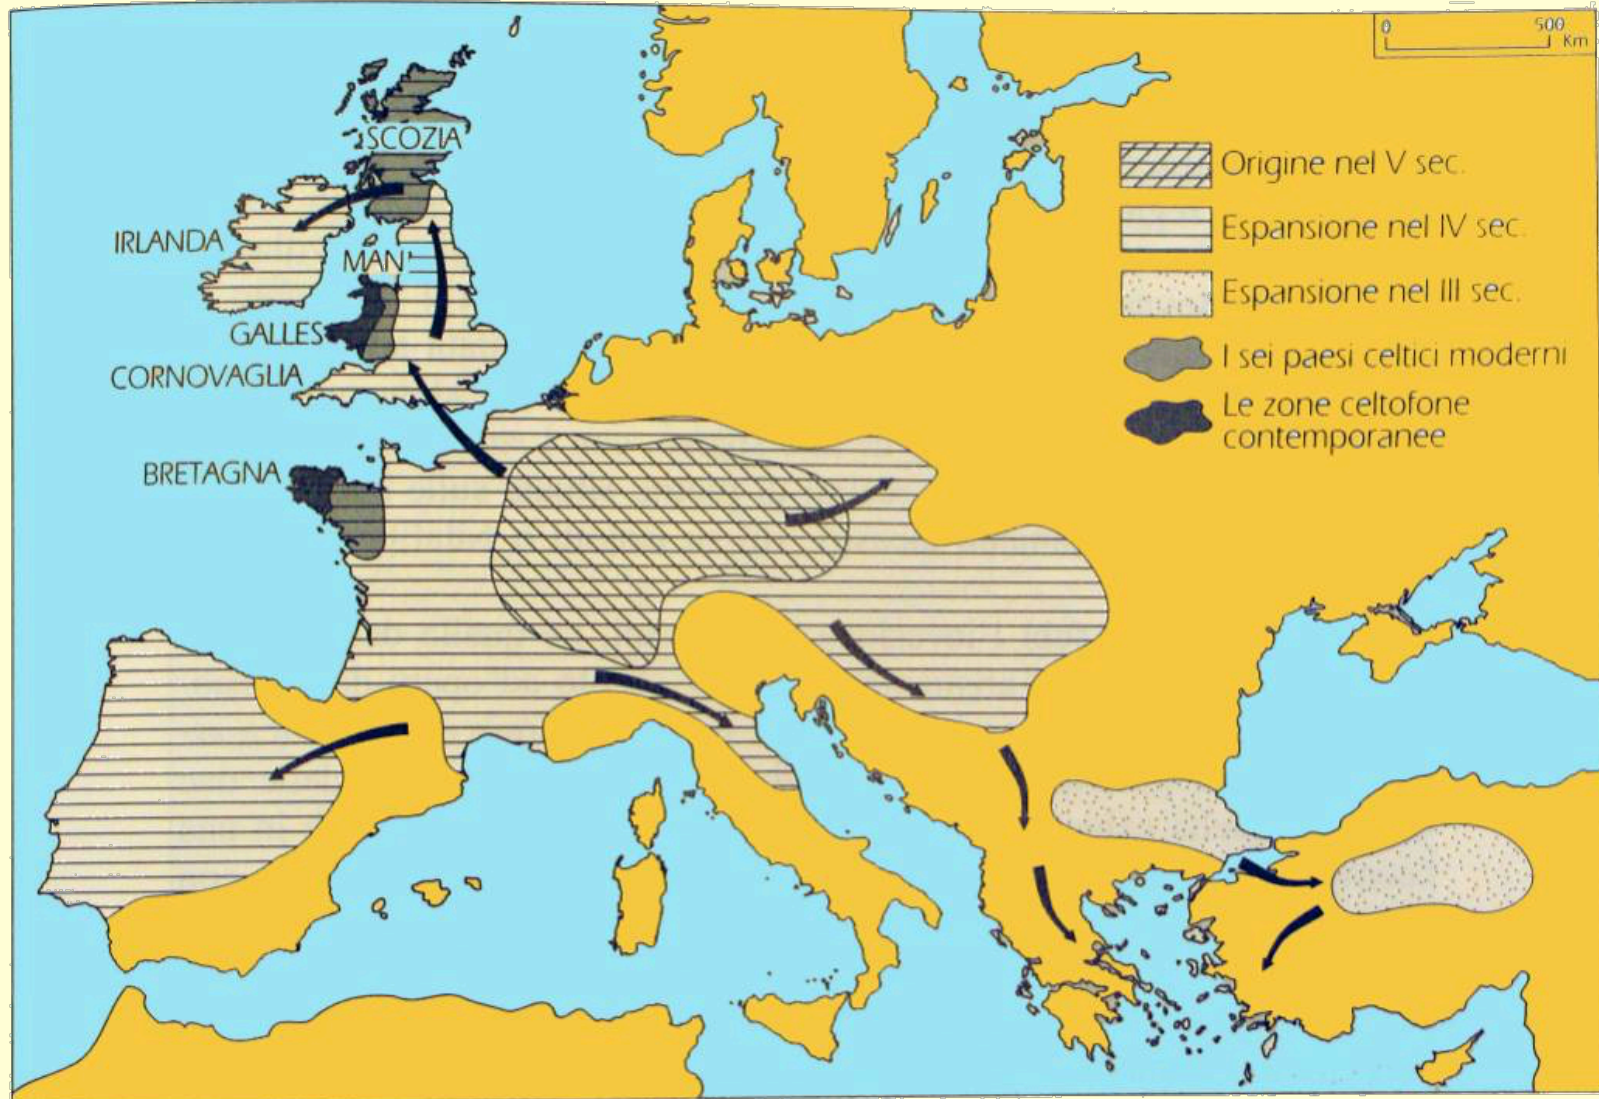 0 500
Km
SCOZIA
IRLANDA
MAN
GALLES
CORNOVAGLIA
BRETAGNA
Origine nel V sec.
Espansione nel IV sec.
Espansione nel III sec.
I sei paesi celtici moderni
Le zone celtofone
contemporanee